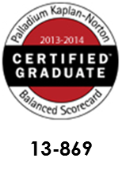 Palladium Kaplan-Norton
2013-2014
CERTIFIED
GRADUATE
Balanced Scorecard
13-869